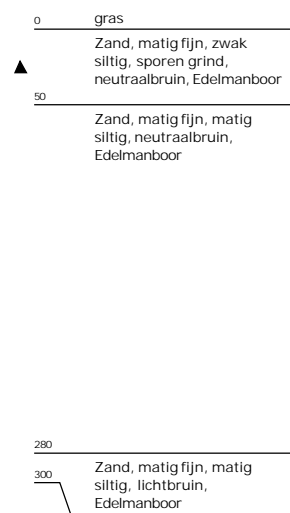 0 gras
Zand, matig fijn, zwak
siltig, sporen grind,
neutraalbruin, Edelmanboor
50
Zand, matig fijn, matig
siltig, neutraalbruin,
Edelmanboor
280
Zand, matig fijn, matig
300
siltig, lichtbruin,
Edelmanboor